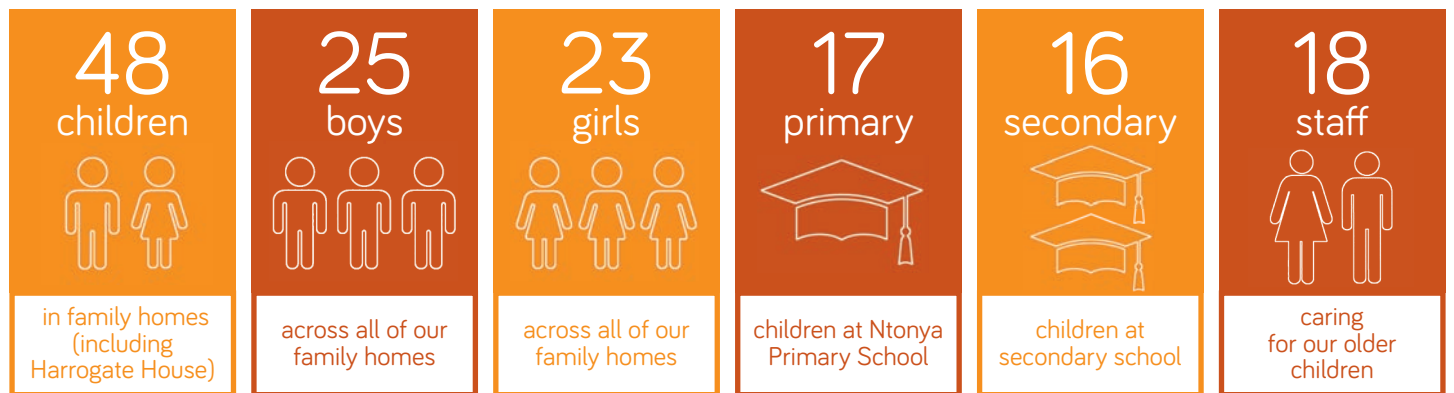 48
children
in family homes
(including
Harrogate House)
25
boys
across all of our
family homes
23
girls
across all of our
family homes
17
primary
children at Ntonya
Primary School
16
secondary
children at
secondary school
18
staff
caring
for our older
children